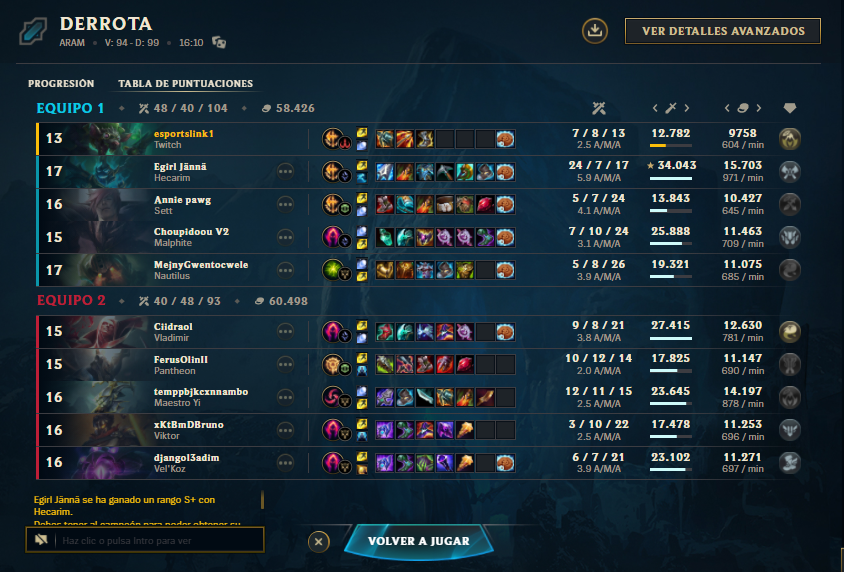 DERROTA
ARAM • V: 94 - D: 99 • 16:10
VER DETALLES AVANZADOS
PROGRESIÓN TABLA DE PUNTUACIONES
EQUIPO 1 48 / 40 / 104 58.426
13 esportslink1 7 / 8 / 13 12.782 9758
Twitch 2.5 A/M/A 604 / min
17 Egirl Jännä 24 / 7 / 17 34.043 15.703
Hecarim 5.9 A/M/A 971 / min
16 Annie pawg 5 / 7 / 24 13.843 10.427
Sett 4.1 A/M/A 645 / min
15 Choupidoou V2 7 / 10 / 24 25.888 11.463
Malphite 3.1 A/M/A 709 / min
17 MejnyGwentocwele 5 / 8 / 26 19.321 11.075
Nautilus 3.9 A/M/A 685 / min
EQUIPO 2 40 / 48 / 93 60.498
15 Ciidraol 9 / 8 / 21 27.415 12.630
Vladimir 3.8 A/M/A 781 / min
15 FerusOlinII 10 / 12 / 14 17.825 11.147
Pantheon 2.0 A/M/A 690 / min
16 temppbjkcxnnambo 12 / 11 / 15 23.645 14.197
Maestro Yi 2.5 A/M/A 878 / min
16 xKtBmDBruno 3 / 10 / 22 17.478 11.253
Viktor 2.5 A/M/A 696 / min
16 djangol3adim 6 / 7 / 21 23.102 11.271
Vel'Koz 3.9 A/M/A 697 / min
Egirl Jännä se ha ganado un rango S+ con
Hecarim.
Debes tener al campeón para poder obtener su
Haz clic o pulsa Intro para ver
VOLVER A JUGAR